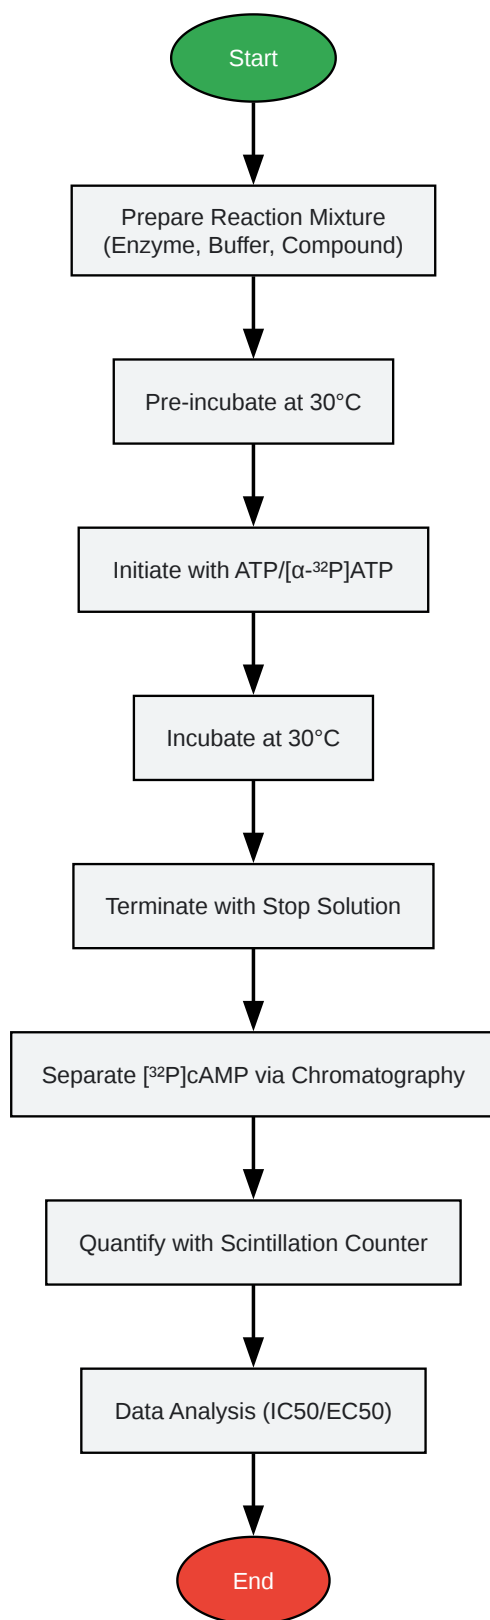 Start
Prepare Reaction Mixture
(Enzyme, Buffer, Compound)
Pre-incubate at 30°C
Initiate with ATP/[α-³²P]ATP
Incubate at 30°C
Terminate with Stop Solution
Separate [³²P]cAMP via Chromatography
Quantify with Scintillation Counter
Data Analysis (IC50/EC50)
End